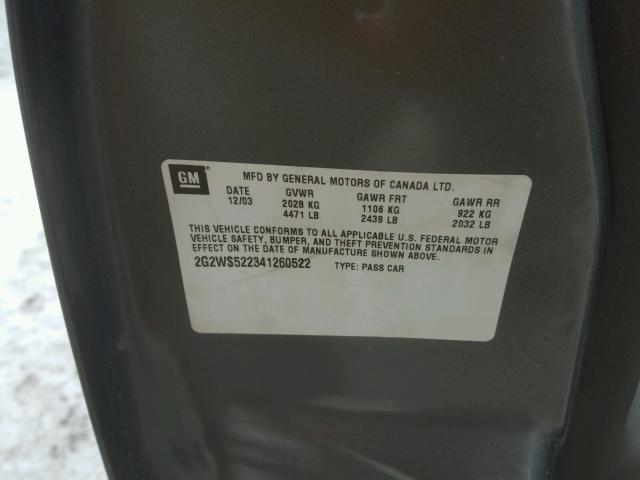 GM
MFD BY GENERAL MOTORS OF CANADA LTD.
DATE GVWR GAWR FRT GAWR RR
12/03 2028 KG 1106 KG 922 KG
4471 LB 2439 LB 2032 LB
THIS VEHICLE CONFORMS TO ALL APPLICABLE U.S. FEDERAL MOTOR
VEHICLE SAFETY, BUMPER, AND THEFT PREVENTION STANDARDS IN
EFFECT ON THE DATE OF MANUFACTURE SHOWN ABOVE.
2G2WS522341260522 TYPE: PASS CAR